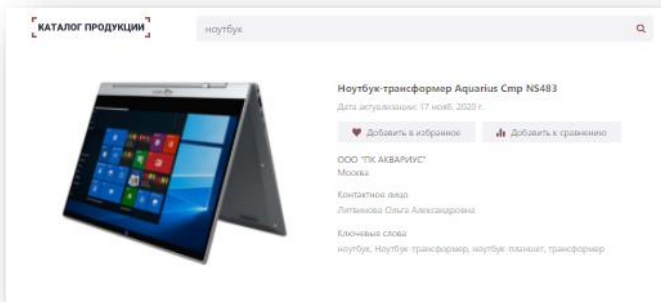 КАТАЛОГ ПРОДУКЦИИ
ноутбук
Ноутбук-трансформер Aquarius Cmp NS483
Дата актуализации: 17 нояб. 2020 г.
Добавить в избранное
Добавить к сравнению
ООО "ПК АКВАРИУС"
Москва
Контактное лицо
Литвинова Ольга Александровна
Ключевые слова
ноутбук, Ноутбук-трансформер, ноутбук-планшет, трансформер